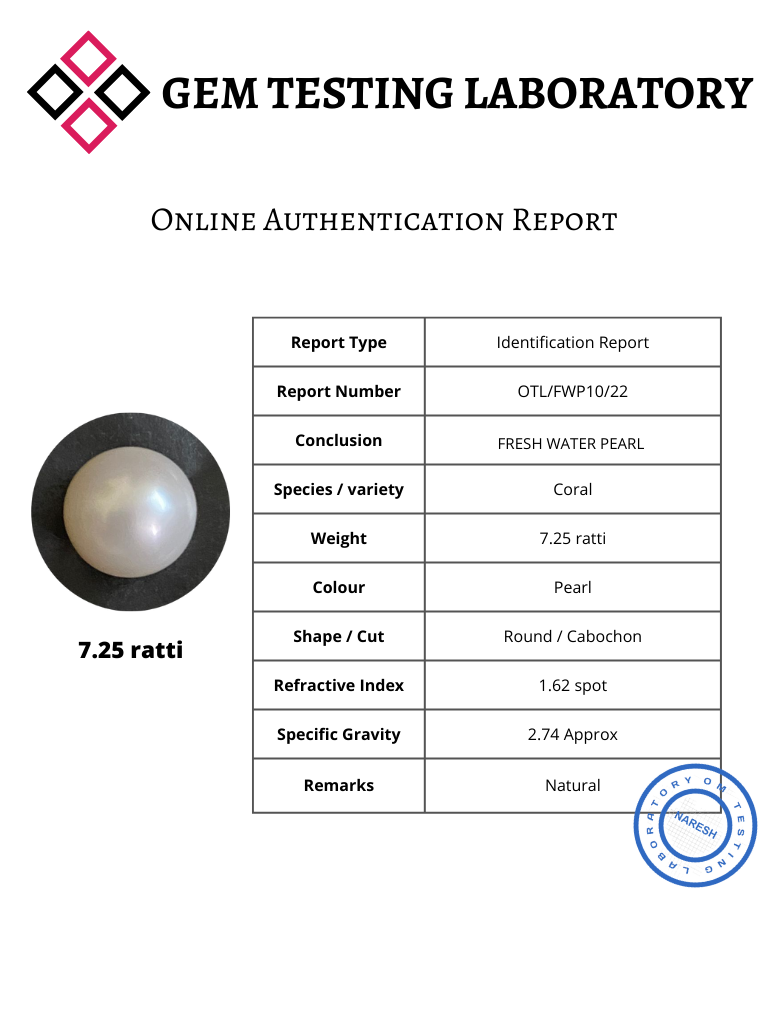 GEM TESTING LABORATORY
ONLINE AUTHENTICATION REPORT
Report Type Identification Report
Report Number OTL/FWP10/22
Conclusion FRESH WATER PEARL
Species / variety Coral
Weight 7.25 ratti
Colour Pearl
Shape / Cut Round / Cabochon
Refractive Index 1.62 spot
Specific Gravity 2.74 Approx
Remarks Natural
7.25 ratti
OM TESTING LABORATORY
NARESH